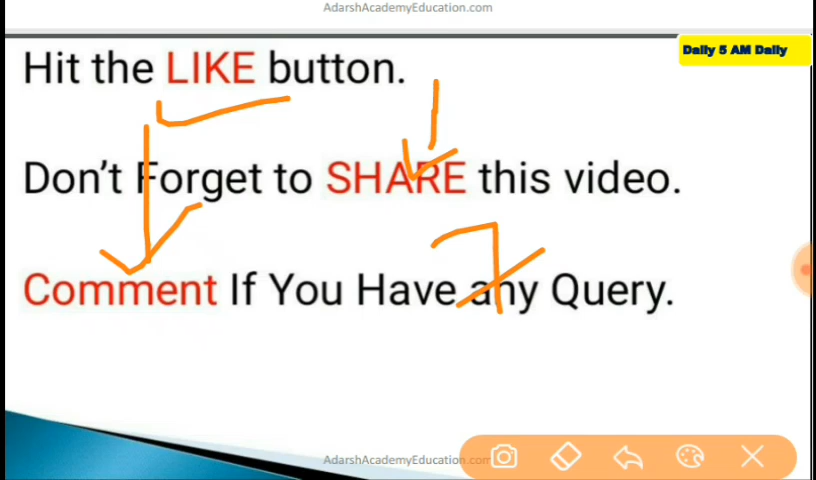 AdarshAcademyEducation.com
Daily 5 AM Daily
Hit the LIKE button.
Don't Forget to SHARE this video.
Comment If You Have any Query.
AdarshAcademyEducation.com